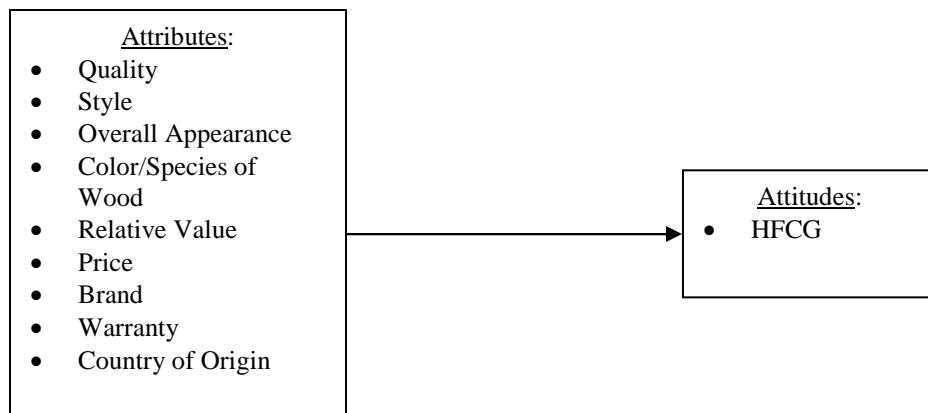 Attributes:
• Quality
• Style
• Overall Appearance
• Color/Species of
Wood
• Relative Value
• Price
• Brand
• Warranty
• Country of Origin
Attitudes:
• HFCG